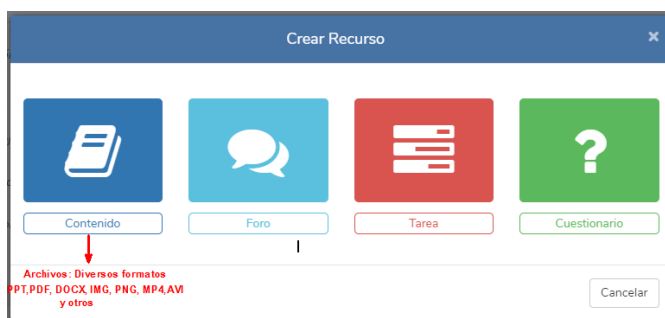 Crear Recurso
Contenido
Foro
Tarea
Cuestionario
Archivos: Diversos formatos
PPT,PDF, DOCX, IMG, PNG, MP4,AVI
y otros
Cancelar